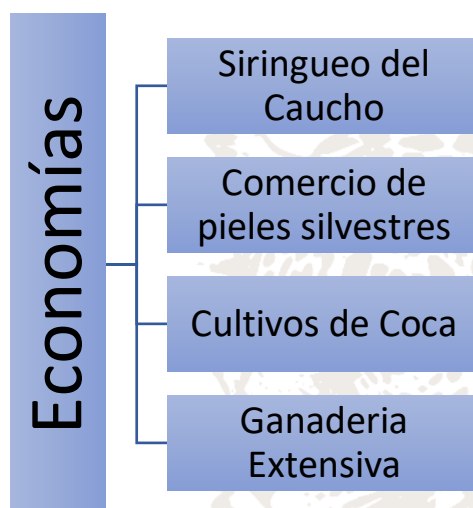 Economías
Siringueo del
Caucho
Comercio de
pieles silvestres
Cultivos de Coca
Ganaderia
Extensiva